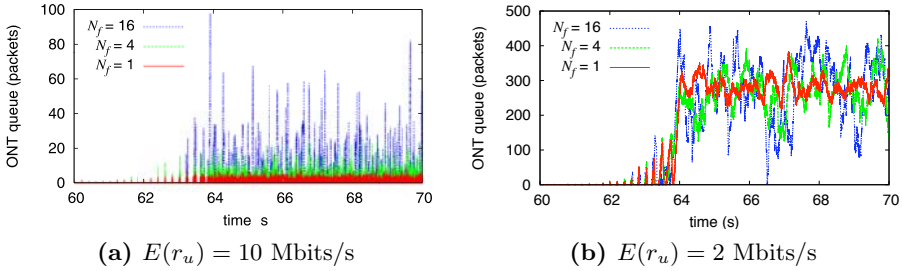 ONT queue (packets)
100
80
60
40
20
0
N_f = 16
N_f = 4
N_f = 1
60 62 64 66 68 70
time s
(a) E(r_u) = 10 Mbits/s
ONT queue (packets)
500
400
300
200
100
0
N_f = 16
N_f = 4
N_f = 1
60 62 64 66 68 70
time (s)
(b) E(r_u) = 2 Mbits/s